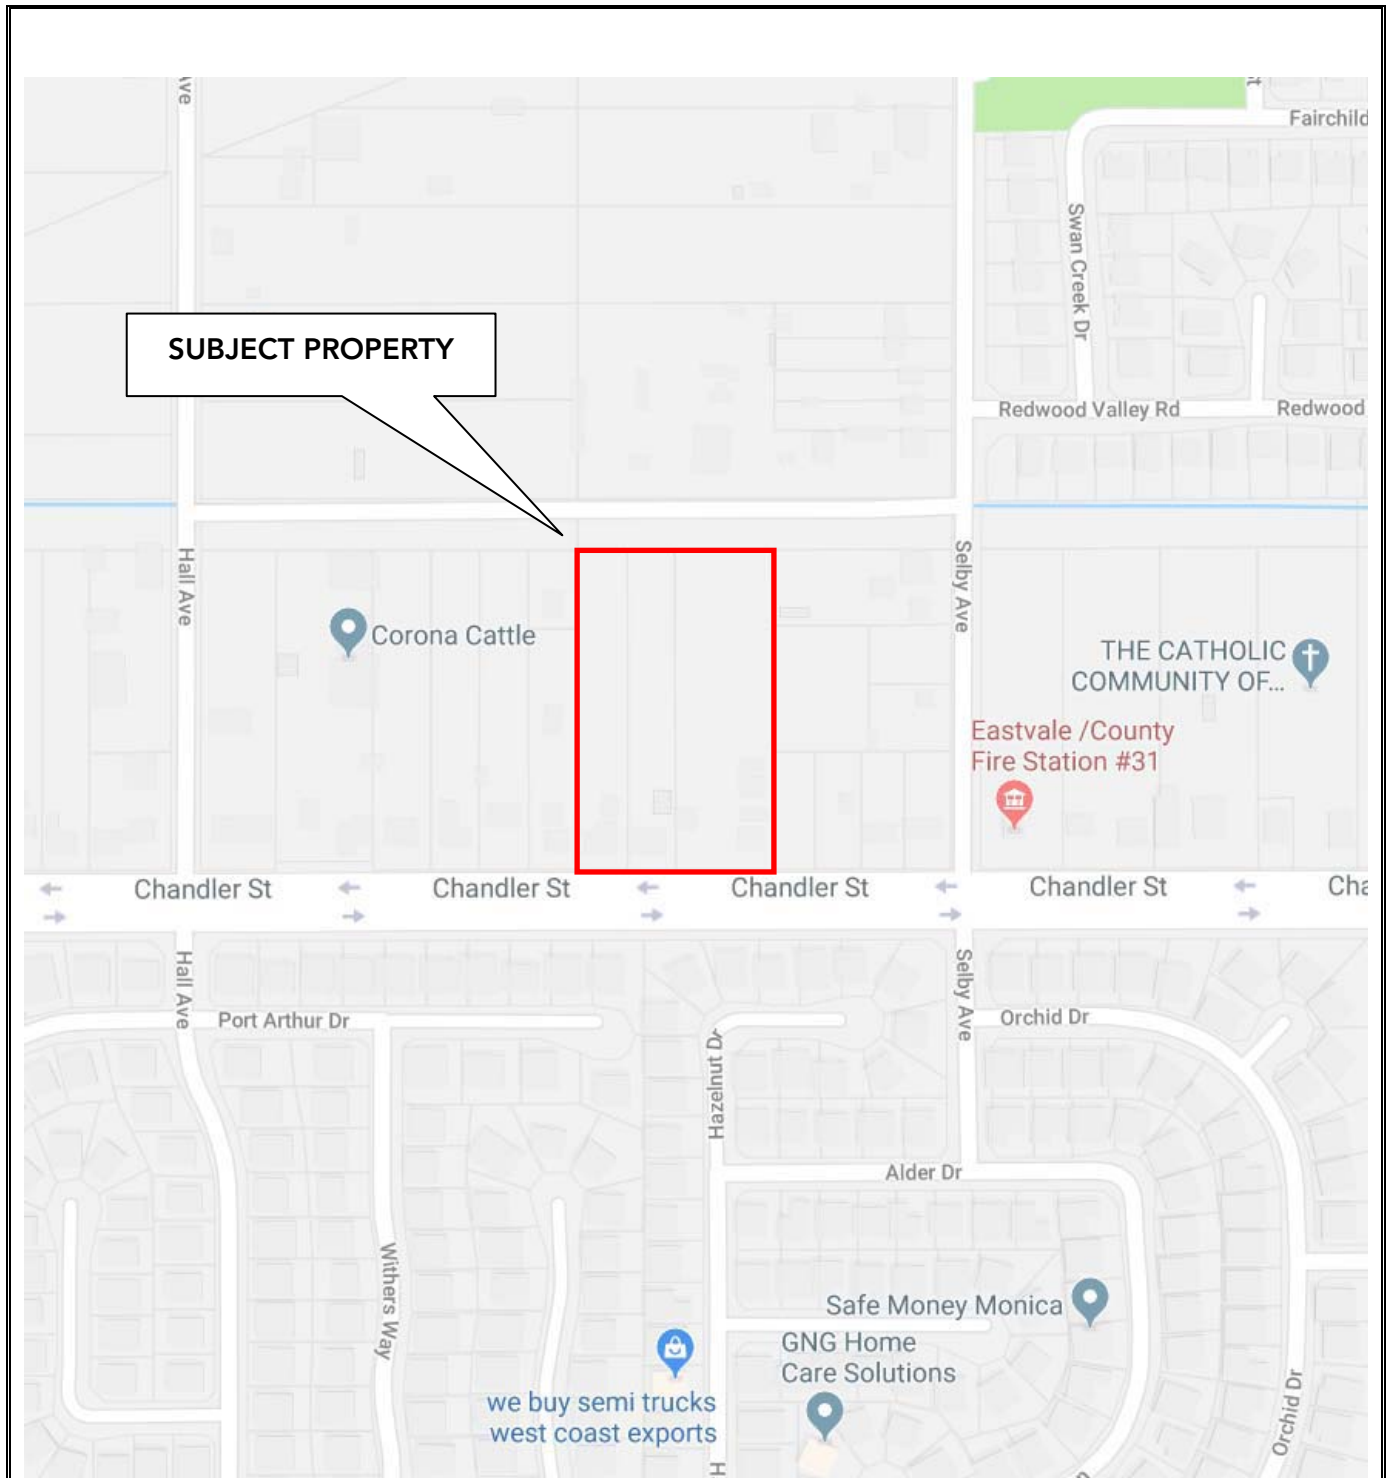 Ave
Fairchild
Swan Creek Dr
SUBJECT PROPERTY
Redwood Valley Rd
Redwood
Hall Ave
Selby Ave
Corona Cattle
THE CATHOLIC
COMMUNITY OF...
Eastvale /County
Fire Station #31
Chandler St
Chandler St
Chandler St
Chandler St
Cha
Hall Ave
Selby Ave
Port Arthur Dr
Orchid Dr
Hazelnut Dr
Alder Dr
Withers Way
Safe Money Monica
GNG Home
Care Solutions
we buy semi trucks
west coast exports
Orchid Dr
H